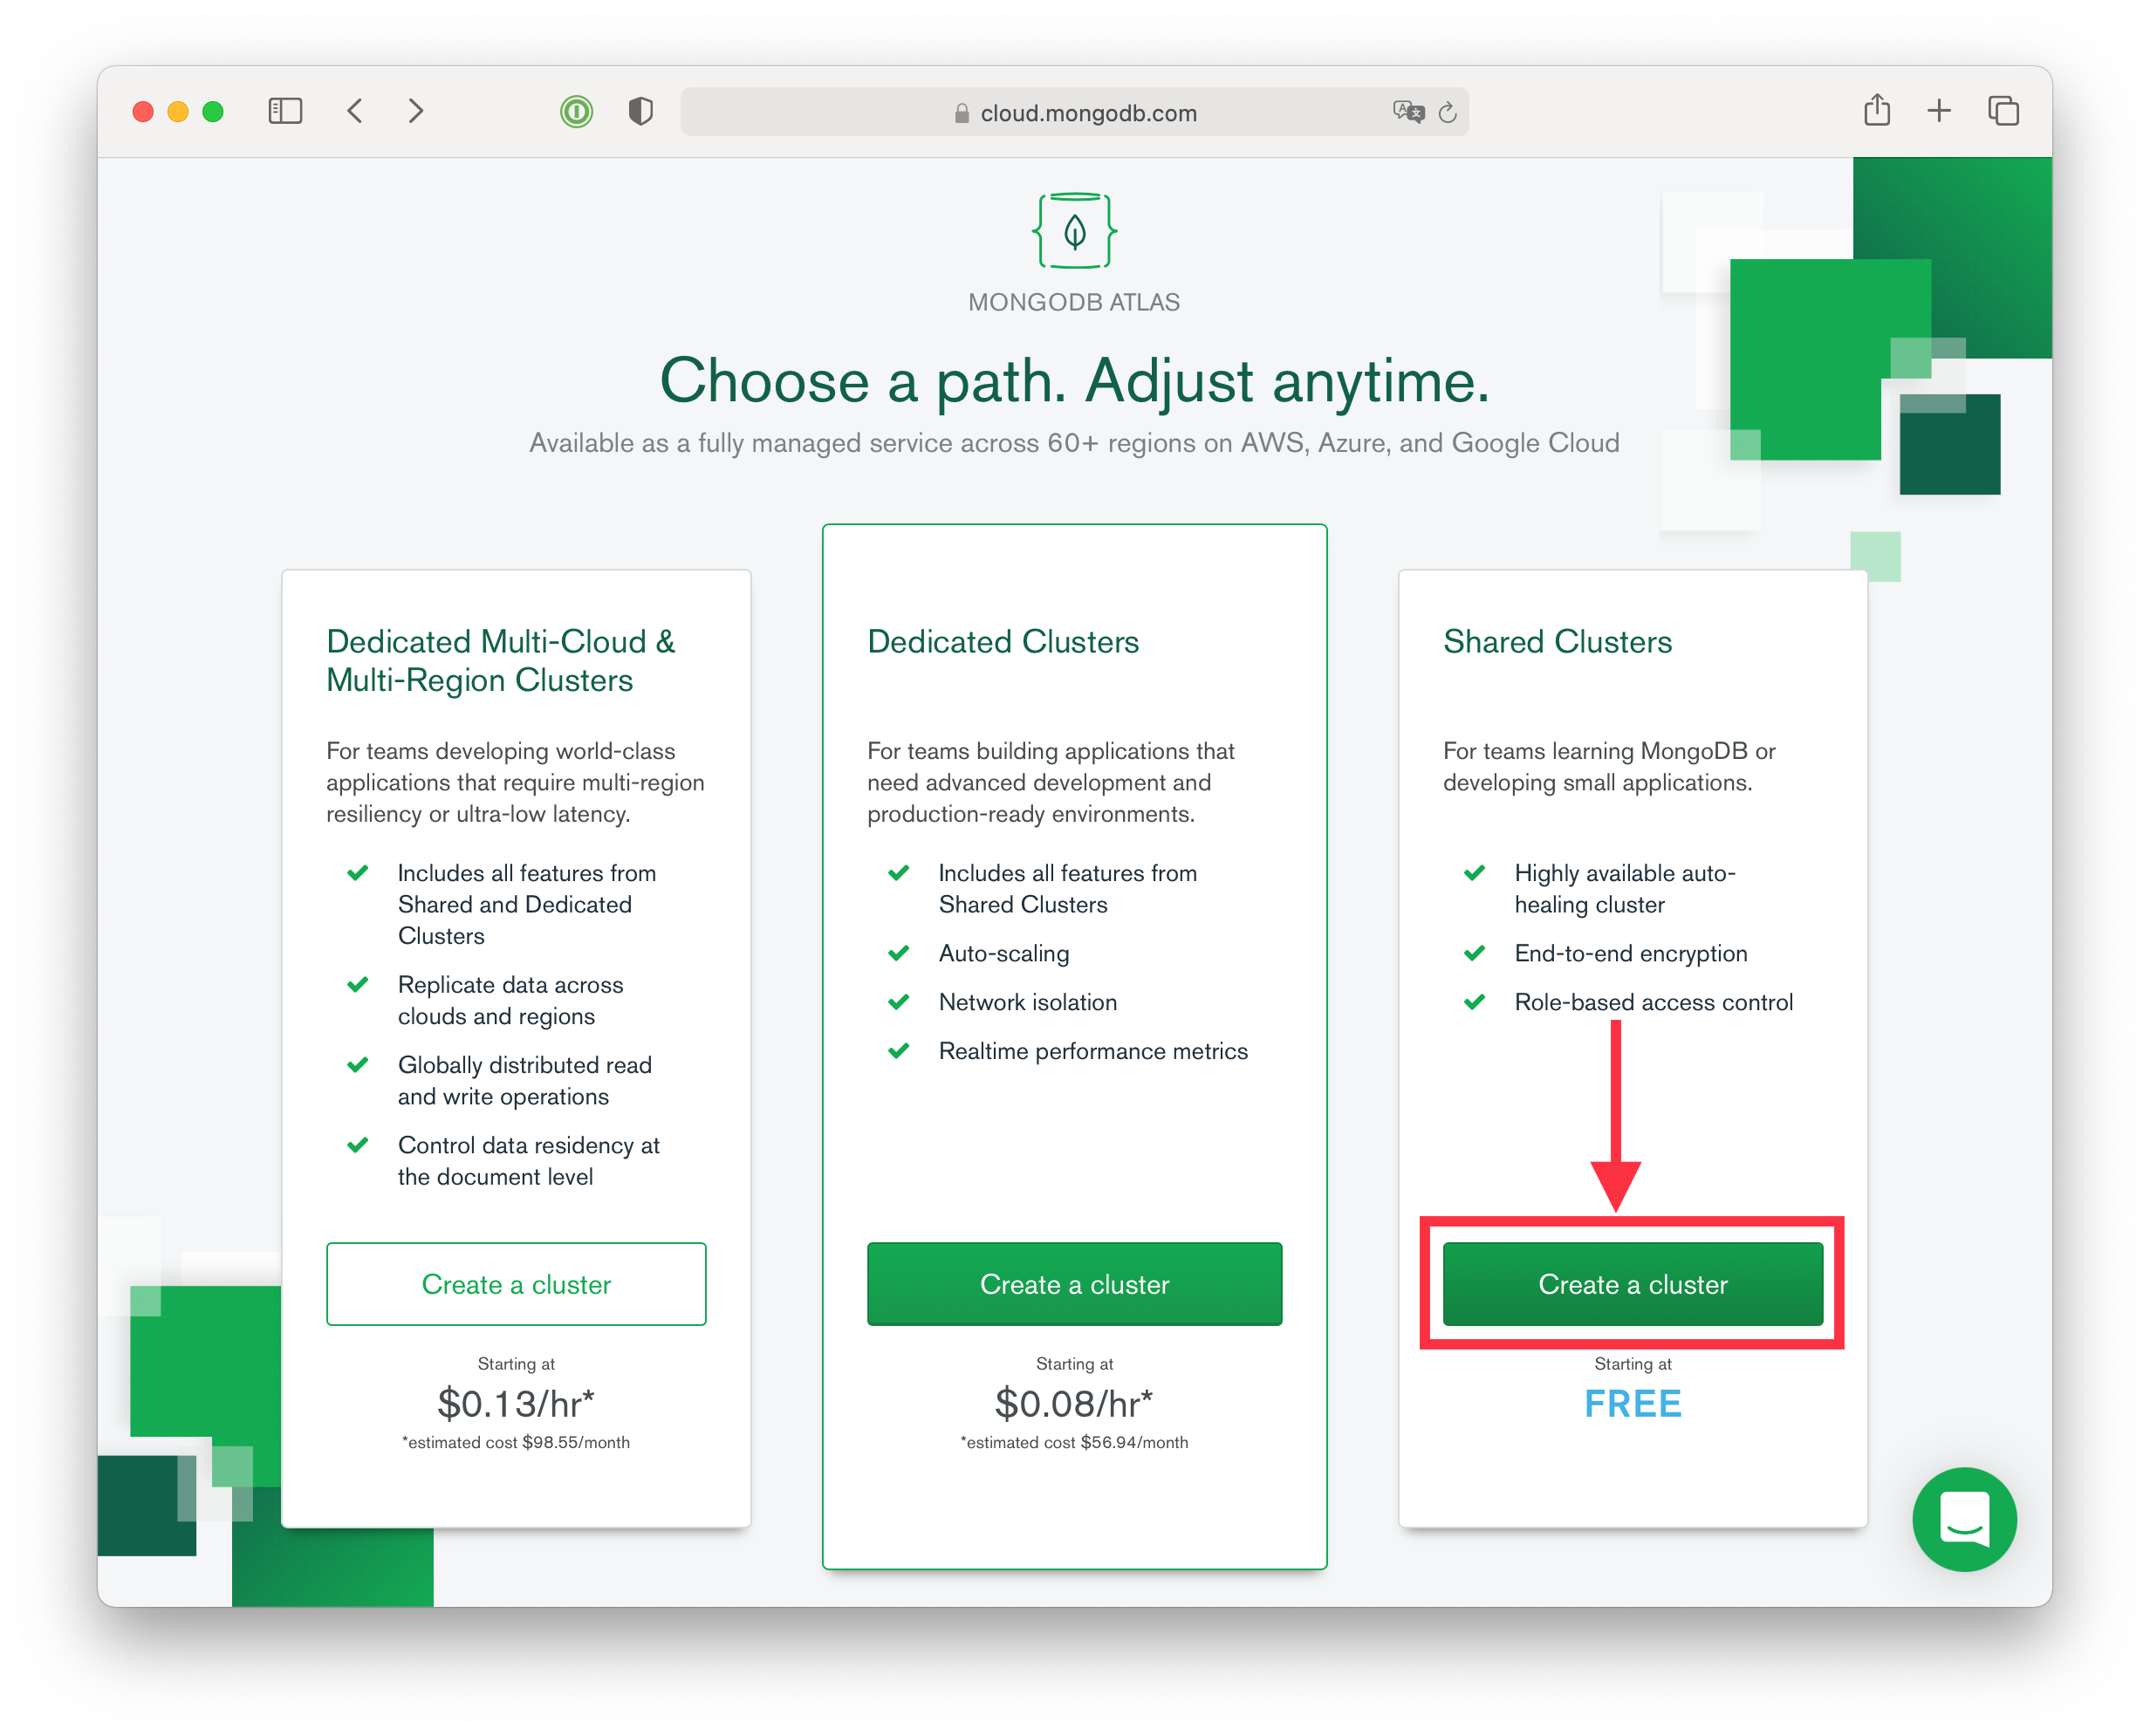 cloud.mongodb.com
MONGODB ATLAS
Choose a path. Adjust anytime.
Available as a fully managed service across 60+ regions on AWS, Azure, and Google Cloud
Dedicated Multi-Cloud &
Multi-Region Clusters
For teams developing world-class
applications that require multi-region
resiliency or ultra-low latency.
Includes all features from
Shared and Dedicated
Clusters
Replicate data across
clouds and regions
Globally distributed read
and write operations
Control data residency at
the document level
Create a cluster
Starting at
$0.13/hr*
*estimated cost $98.55/month
Dedicated Clusters
For teams building applications that
need advanced development and
production-ready environments.
Includes all features from
Shared Clusters
Auto-scaling
Network isolation
Realtime performance metrics
Create a cluster
Starting at
$0.08/hr*
*estimated cost $56.94/month
Shared Clusters
For teams learning MongoDB or
developing small applications.
Highly available auto-
healing cluster
End-to-end encryption
Role-based access control
Create a cluster
Starting at
FREE